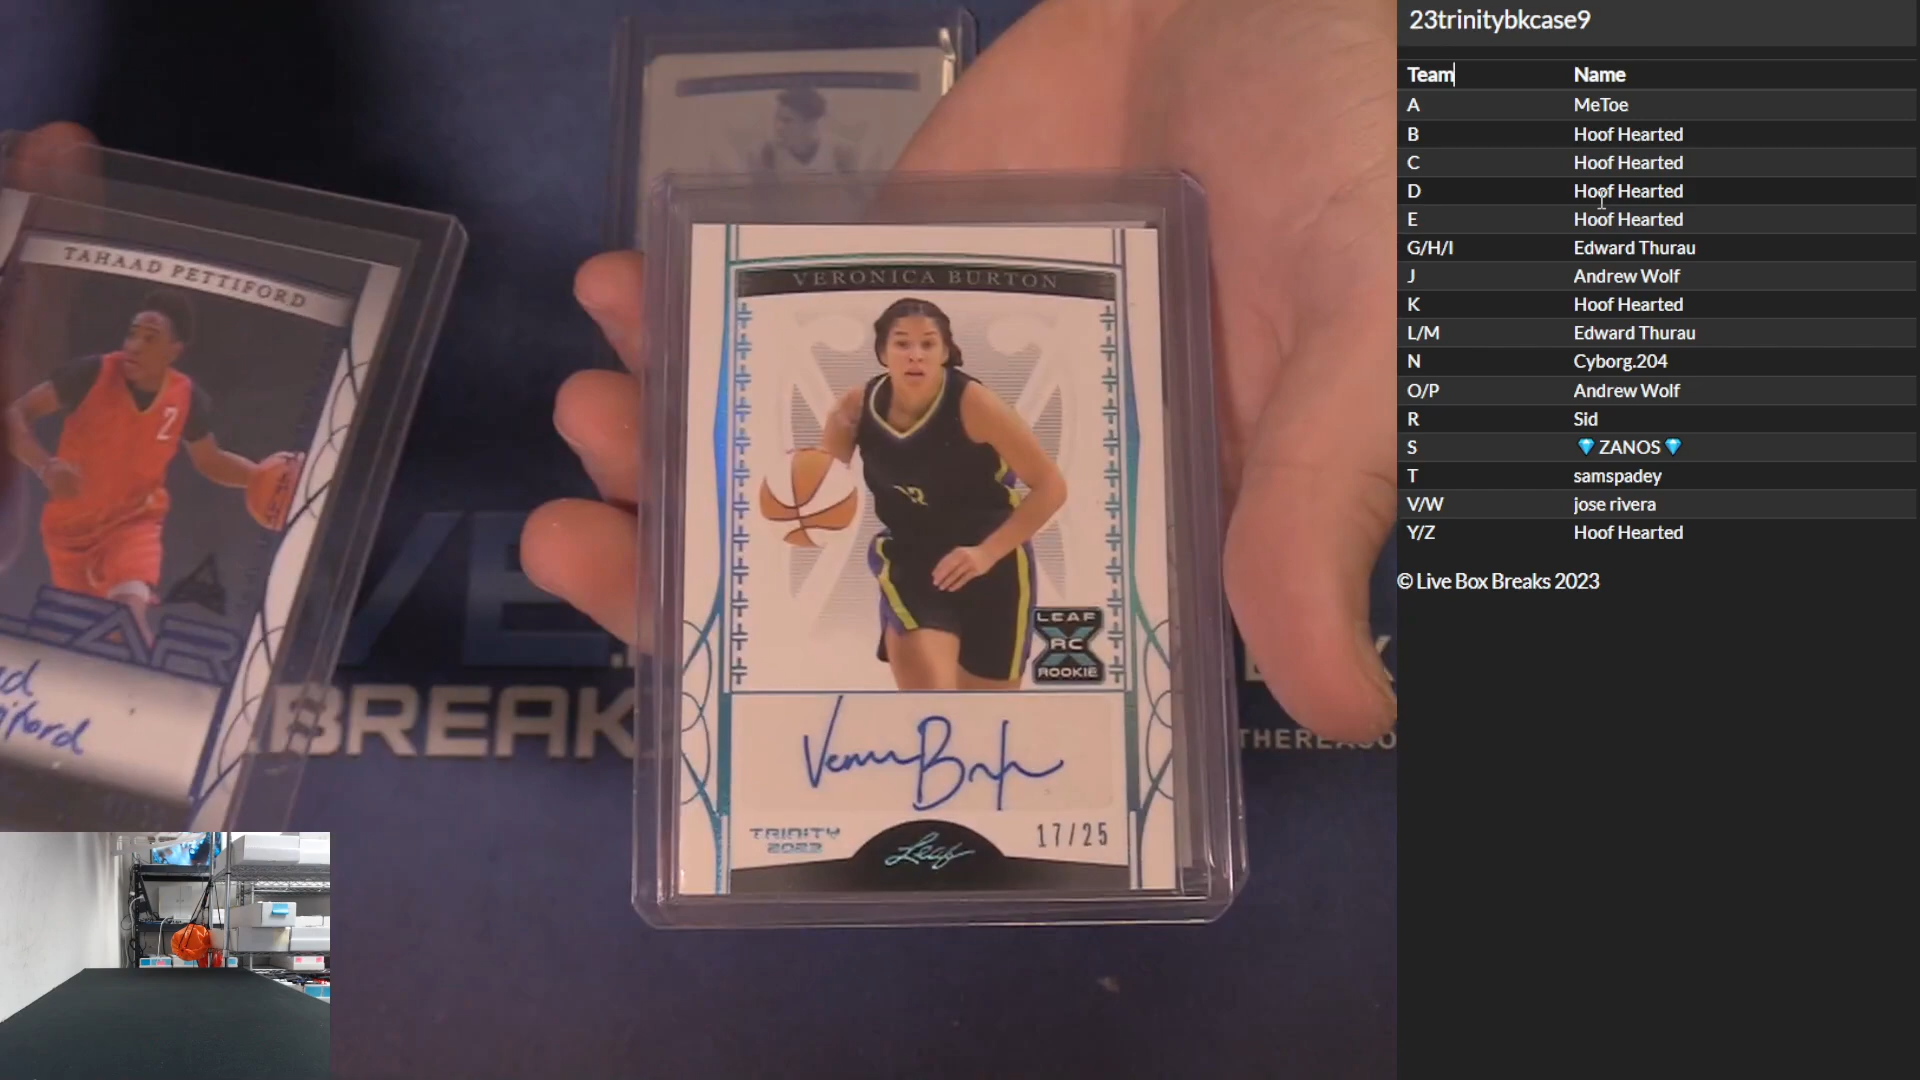 TAHAAD PETTIFORD
2
LEAF
VERONICA BURTON
LEAF
X
RC
ROOKIE
17/25
TRINITY
2023
Leaf
BREAK
23trinitybkcase9
Team Name
A MeToe
B Hoof Hearted
C Hoof Hearted
D Hoof Hearted
E Hoof Hearted
G/H/I Edward Thurau
J Andrew Wolf
K Hoof Hearted
L/M Edward Thurau
N Cyborg.204
O/P Andrew Wolf
R Sid
S 💎 ZANOS 💎
T samspadey
V/W jose rivera
Y/Z Hoof Hearted
© Live Box Breaks 2023